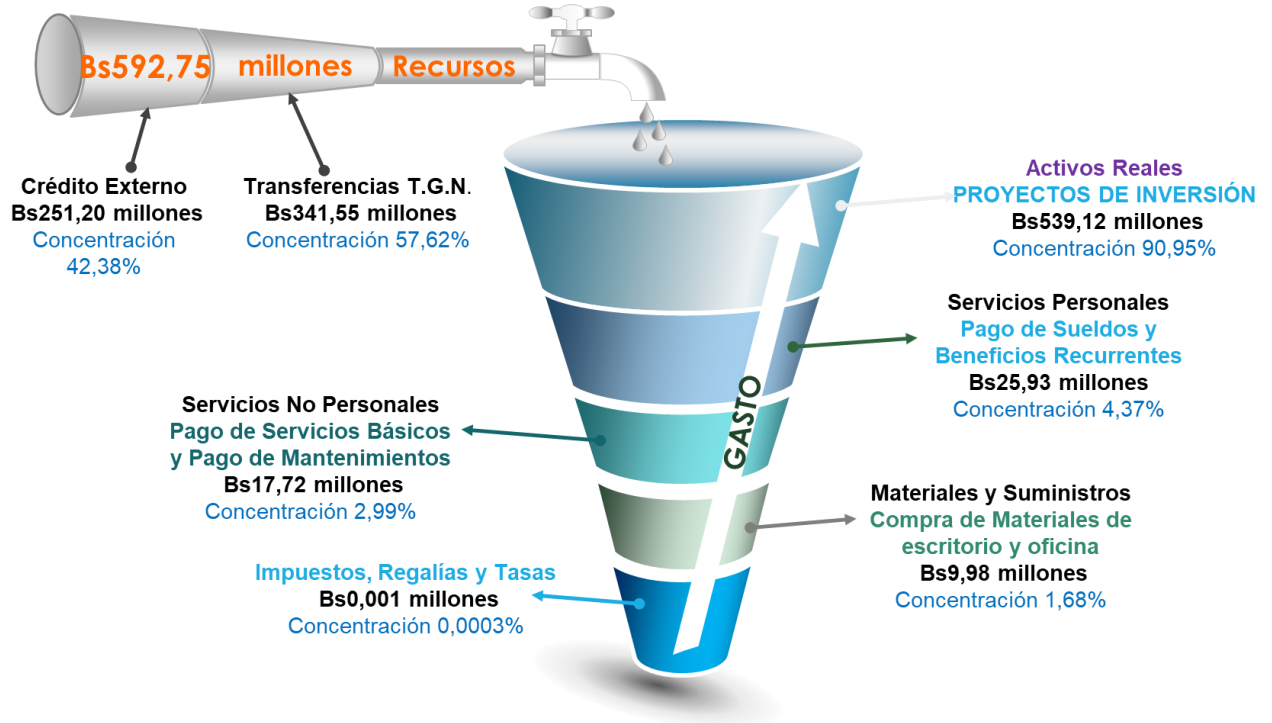 Bs592,75 millones Recursos
Crédito Externo
Bs251,20 millones
Concentración
42,38%
Transferencias T.G.N.
Bs341,55 millones
Concentración 57,62%
Activos Reales
PROYECTOS DE INVERSIÓN
Bs539,12 millones
Concentración 90,95%
Servicios Personales
Pago de Sueldos y
Beneficios Recurrentes
Bs25,93 millones
Concentración 4,37%
GASTO
Servicios No Personales
Pago de Servicios Básicos
y Pago de Mantenimientos
Bs17,72 millones
Concentración 2,99%
Materiales y Suministros
Compra de Materiales de
escritorio y oficina
Bs9,98 millones
Concentración 1,68%
Impuestos, Regalías y Tasas
Bs0,001 millones
Concentración 0,0003%